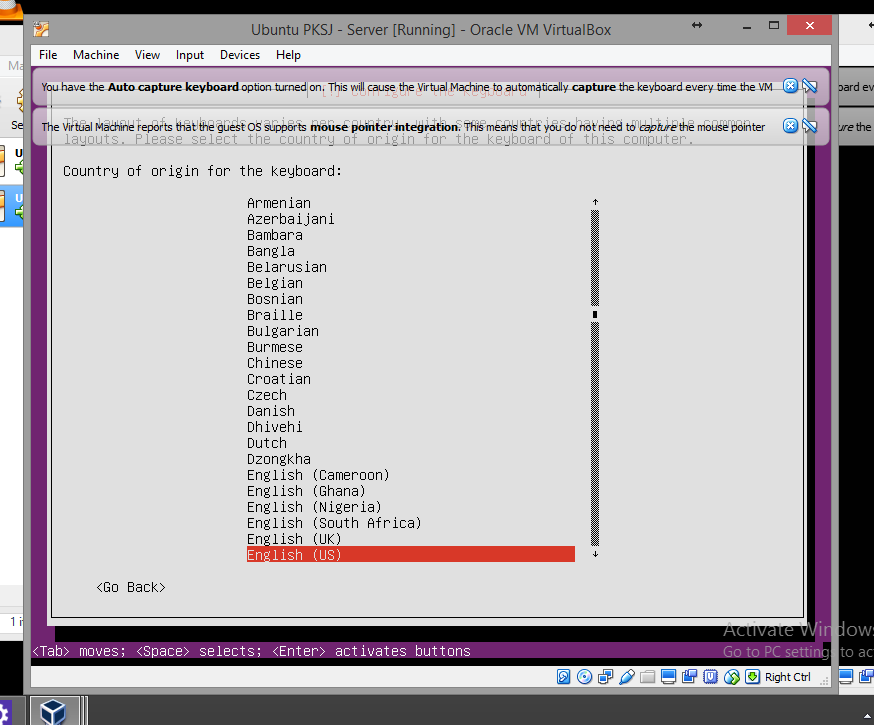 Ubuntu PKSJ - Server [Running] - Oracle VM VirtualBox
File Machine View Input Devices Help
You have the Auto capture keyboard option turned on. This will cause the Virtual Machine to automatically capture the keyboard every time the VM
[!] Configure the keyboard
The layout of keyboards varies per country, with some countries having multiple common
The Virtual Machine reports that the guest OS supports mouse pointer integration. This means that you do not need to capture the mouse pointer
layouts. Please select the country of origin for the keyboard of this computer.
Country of origin for the keyboard:
Armenian
Azerbaijani
Bambara
Bangla
Belarusian
Belgian
Bosnian
Braille
Bulgarian
Burmese
Chinese
Croatian
Czech
Danish
Dhivehi
Dutch
Dzongkha
English (Cameroon)
English (Ghana)
English (Nigeria)
English (South Africa)
English (UK)
English (US)
<Go Back>
<Tab> moves; <Space> selects; <Enter> activates buttons
Activate Windows
Go to PC settings to ac
Right Ctrl